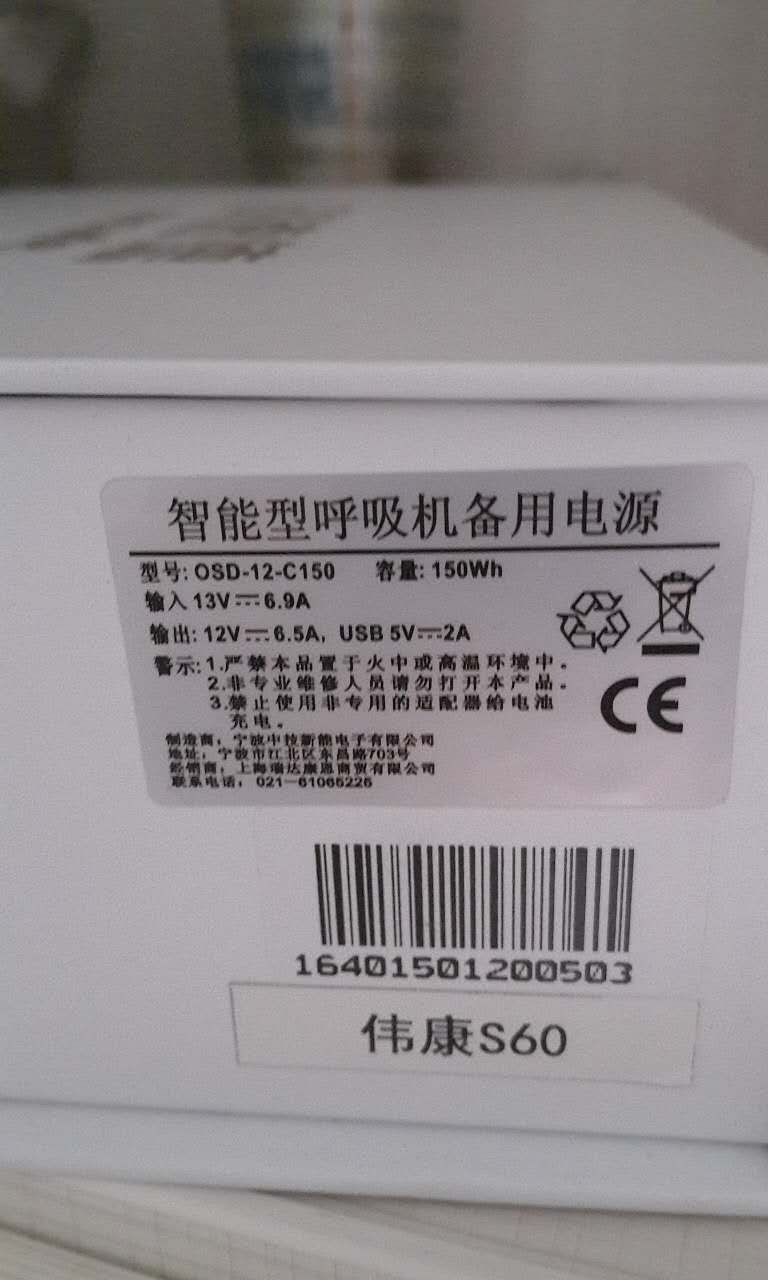 智能型呼吸机备用电源
型号: OSD-12-C150 容量: 150Wh
输入 13V⎓6.9A
输出: 12V⎓6.5A, USB 5V⎓2A
警示: 1.严禁本品置于火中或高温环境中。
2.非专业维修人员请勿打开本产品。
3.禁止使用非专用的适配器给电池
充电。
制造商: 宁波中技新能电子有限公司
地址: 宁波市江北区东昌路703号
经销商: 上海瑞达康恩商贸有限公司
联系电话: 021-61065225
CE
16401501200503
伟康S60